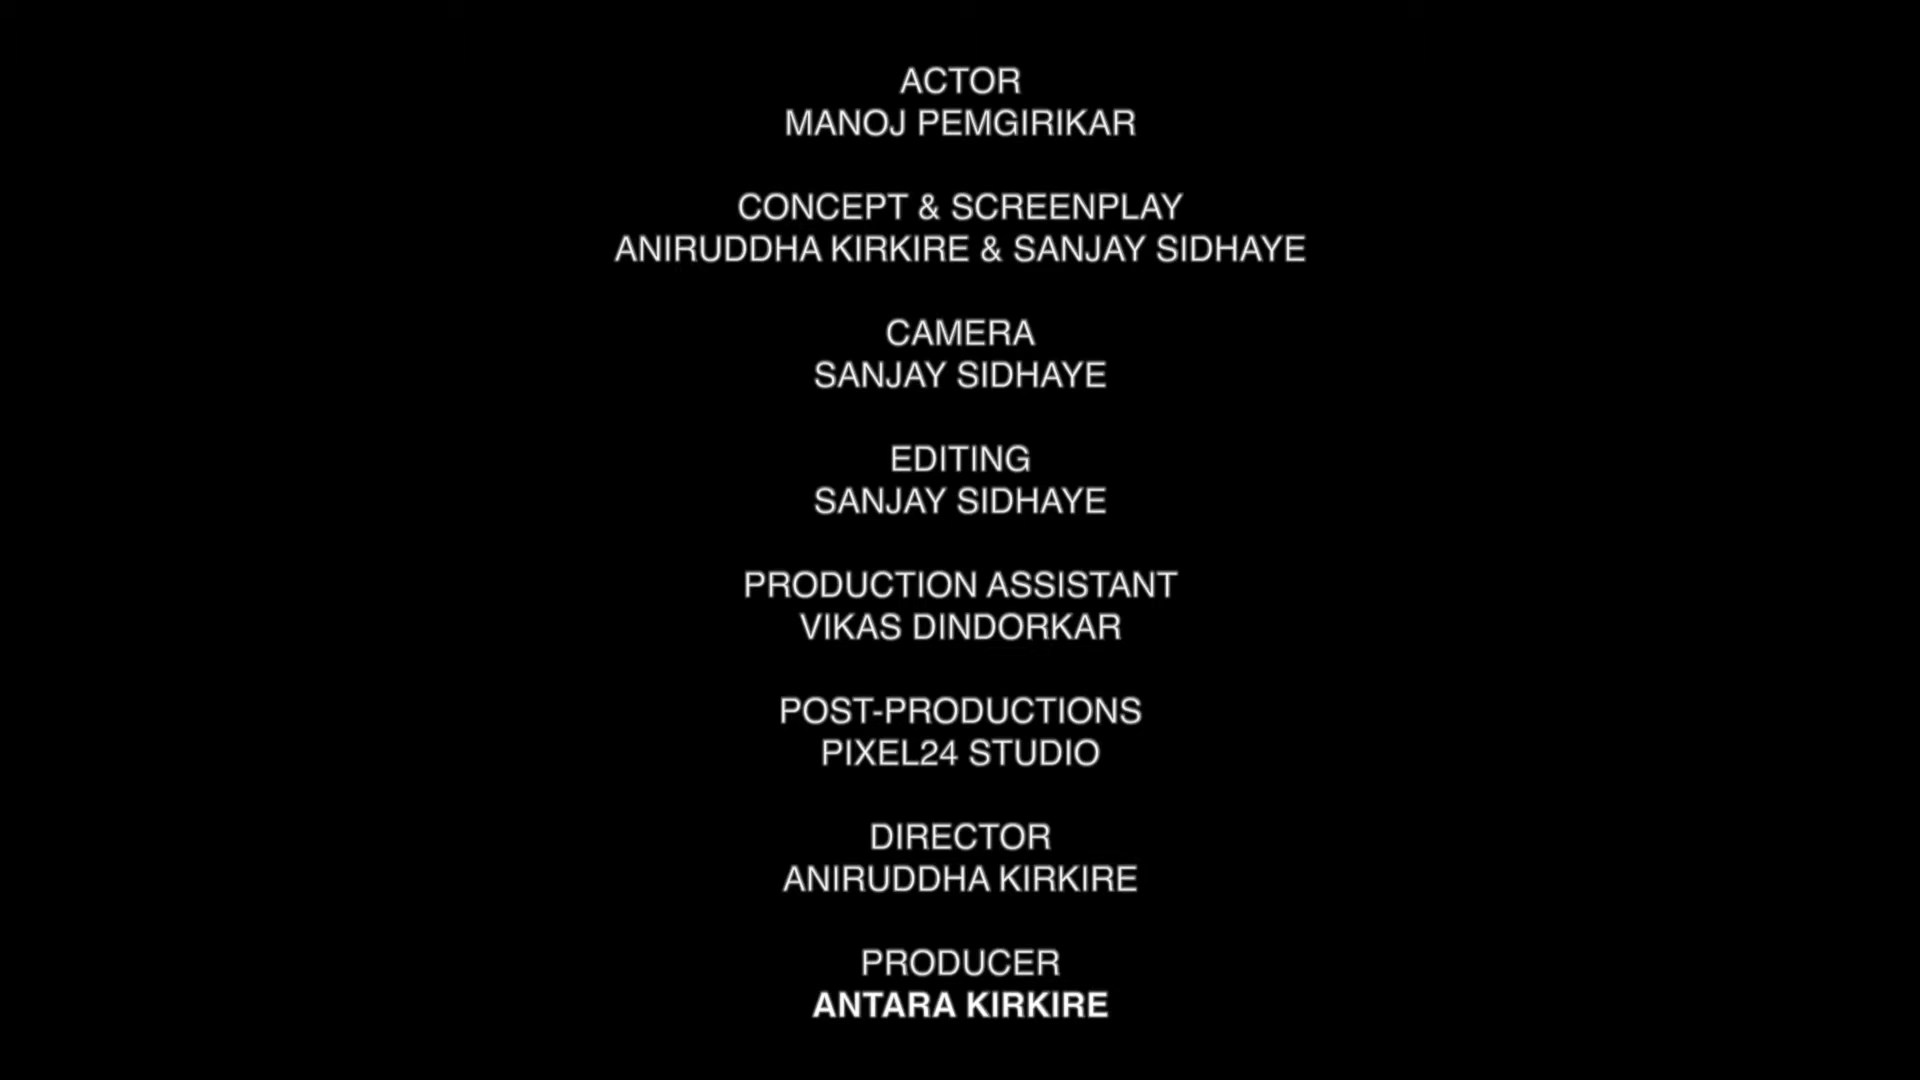 ACTOR
MANOJ PEMGIRIKAR
CONCEPT & SCREENPLAY
ANIRUDDHA KIRKIRE & SANJAY SIDHAYE
CAMERA
SANJAY SIDHAYE
EDITING
SANJAY SIDHAYE
PRODUCTION ASSISTANT
VIKAS DINDORKAR
POST-PRODUCTIONS
PIXEL24 STUDIO
DIRECTOR
ANIRUDDHA KIRKIRE
PRODUCER
ANTARA KIRKIRE